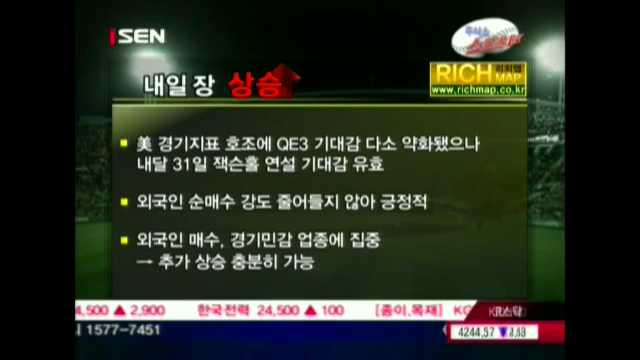 iSEN
RICH 리치맵
MAP
www.richmap.co.kr
내일 장 상승
美 경기지표 호조에 QE3 기대감 다소 약화됐으나
내달 31일 잭슨홀 연설 기대감 유효
외국인 순매수 강도 줄어들지 않아 긍정적
외국인 매수, 경기민감 업종에 집중
→ 추가 상승 충분히 가능
4,500 ▲ 2,900 한국전력 24,500 ▲ 100 [종이,목재]
1577-7451